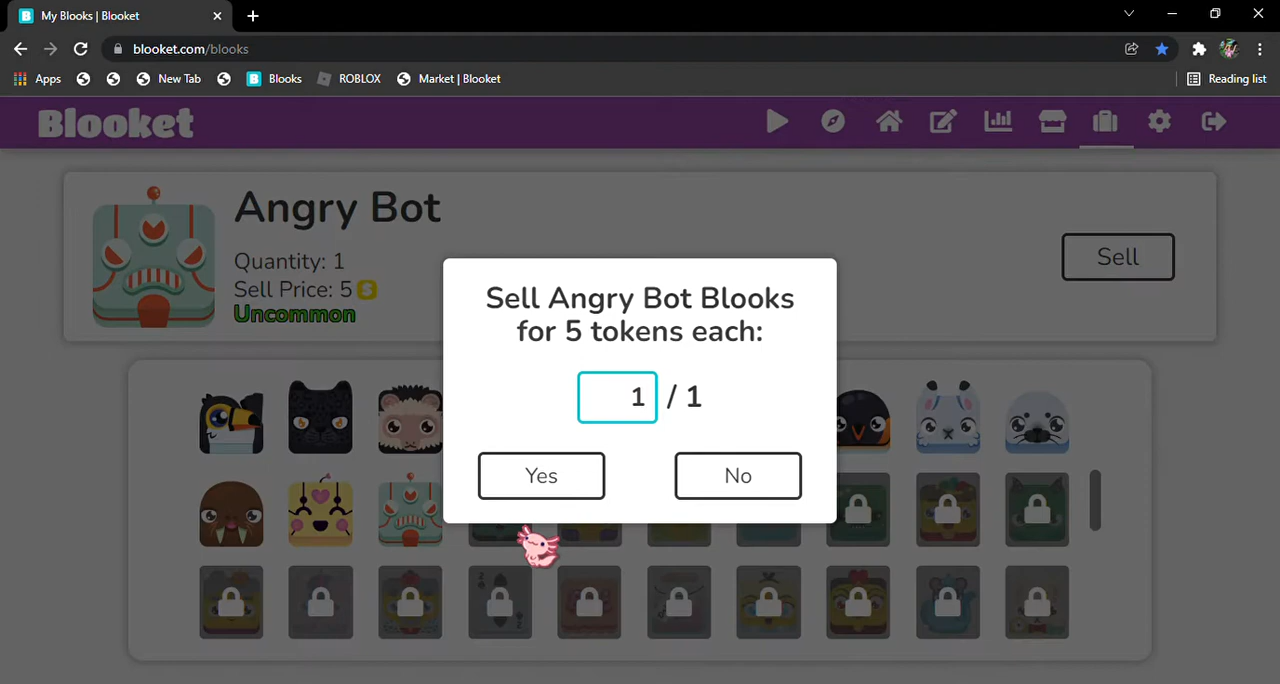 My Blooks | Blooket
blooket.com/blooks
Apps
New Tab
Blooks
ROBLOX
Market | Blooket
Reading list
Blooket
Angry Bot
Quantity: 1
Sell Price: 5
Uncommon
Sell
Sell Angry Bot Blooks
for 5 tokens each:
1 / 1
Yes
No